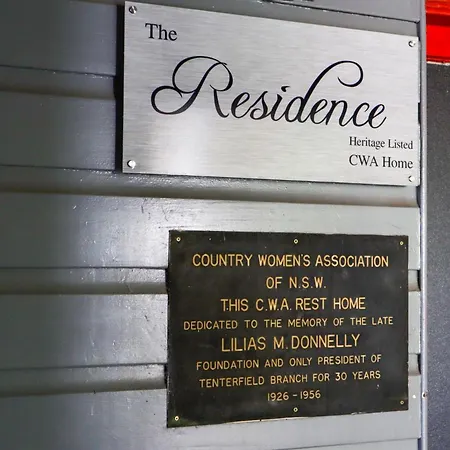 The
Residence
Heritage Listed
CWA Home
COUNTRY WOMEN'S ASSOCIATION
OF N.S.W.
THIS C.W.A. REST HOME
DEDICATED TO THE MEMORY OF THE LATE
LILIAS M. DONNELLY
FOUNDATION AND ONLY PRESIDENT OF
TENTERFIELD BRANCH FOR 30 YEARS
1926 - 1956